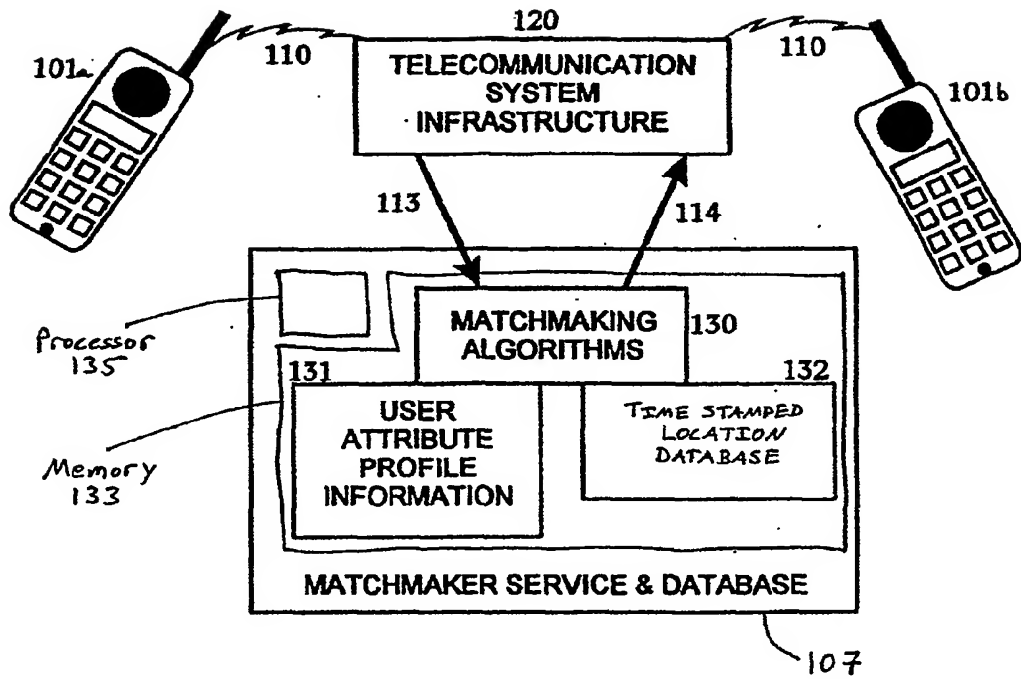 120
110
110
101a
101b
TELECOMMUNICATION
SYSTEM
INFRASTRUCTURE
113
114
MATCHMAKING
ALGORITHMS
130
Processor
135
131
132
USER
ATTRIBUTE
PROFILE
INFORMATION
TIME STAMPED
LOCATION
DATABASE
Memory
133
MATCHMAKER SERVICE & DATABASE
107